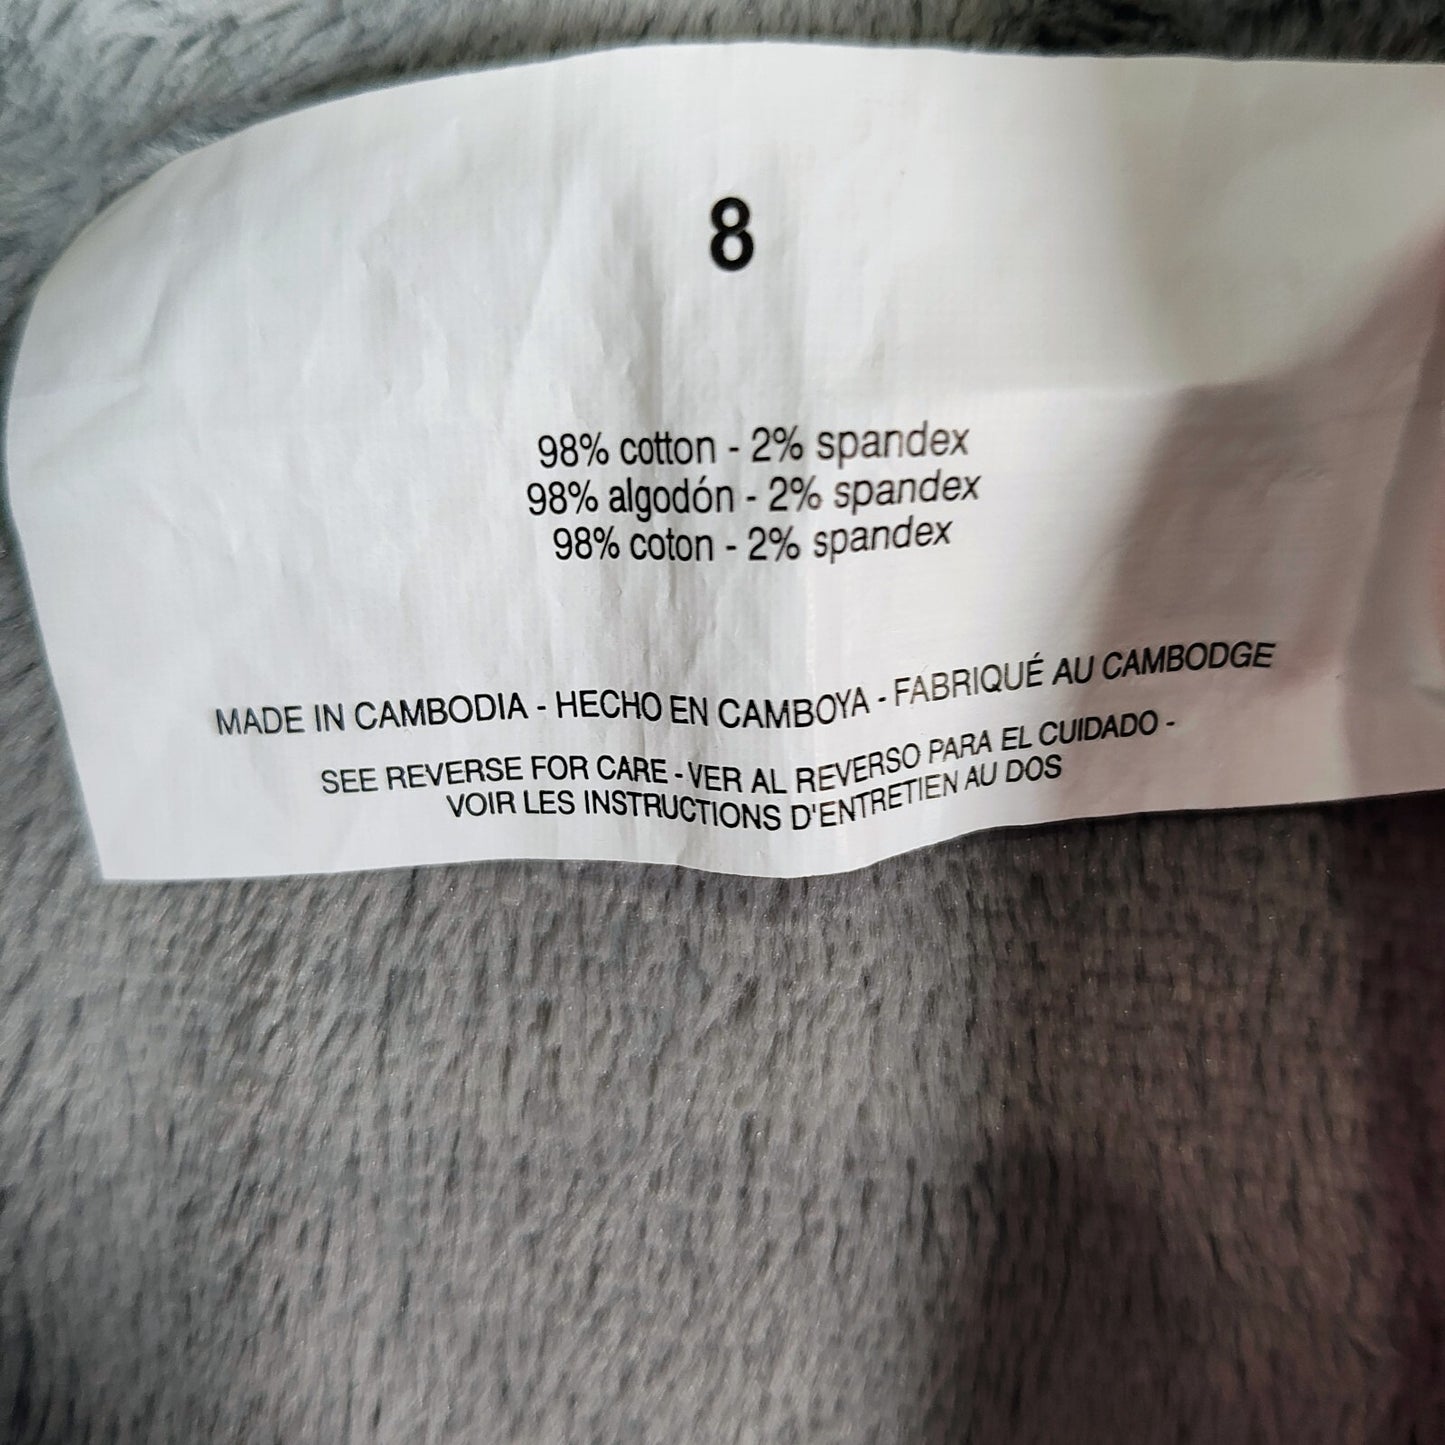 8
98% cotton - 2% spandex
98% algodón - 2% spandex
98% coton - 2% spandex
MADE IN CAMBODIA - HECHO EN CAMBOYA - FABRIQUÉ AU CAMBODGE
SEE REVERSE FOR CARE - VER AL REVERSO PARA EL CUIDADO -
VOIR LES INSTRUCTIONS D'ENTRETIEN AU DOS